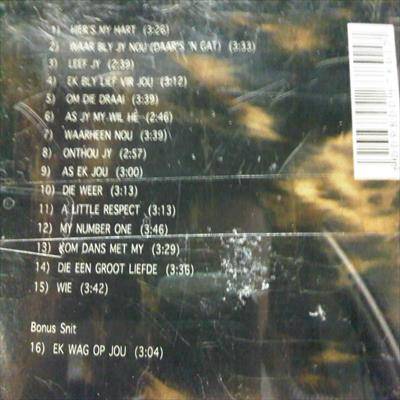 1) HIER'S MY HART (3:28)
2) WAAR BLY JY NOU (DAAR'S 'N GAT) (3:33)
3) LEEF JY (2:39)
4) EK BLY LIEF VIR JOU (3:12)
5) OM DIE DRAAI (3:39)
6) AS JY MY WIL HÊ (2:46)
7) WAARHEEN NOU (3:39)
8) ONTHOU JY (2:57)
9) AS EK JOU (3:00)
10) DIE WEER (3:13)
11) A LITTLE RESPECT (3:13)
12) MY NUMBER ONE (3:46)
13) KOM DANS MET MY (3:29)
14) DIE EEN GROOT LIEFDE (3:36)
15) WIE (3:42)
Bonus Snit
16) EK WAG OP JOU (3:04)